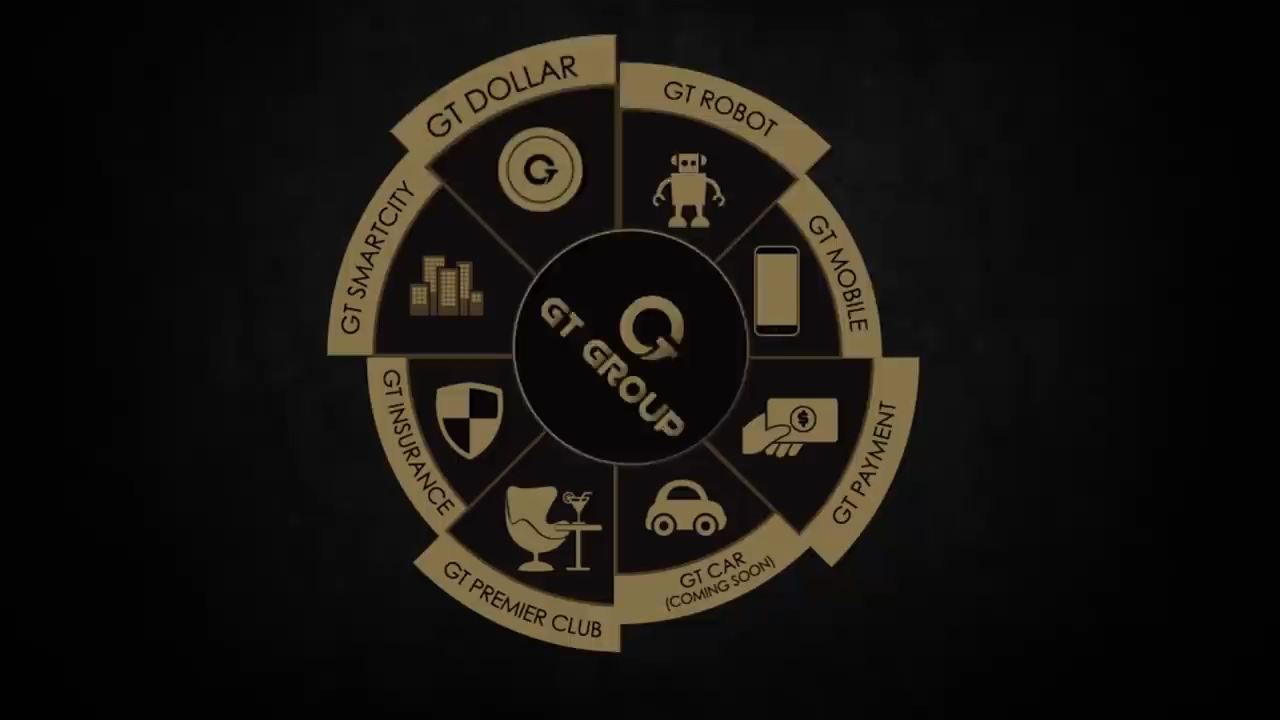 GT DOLLAR
GT ROBOT
GT MOBILE
GT PAYMENT
GT CAR
(COMING SOON)
GT PREMIER CLUB
GT INSURANCE
GT SMARTCITY
GT GROUP
$